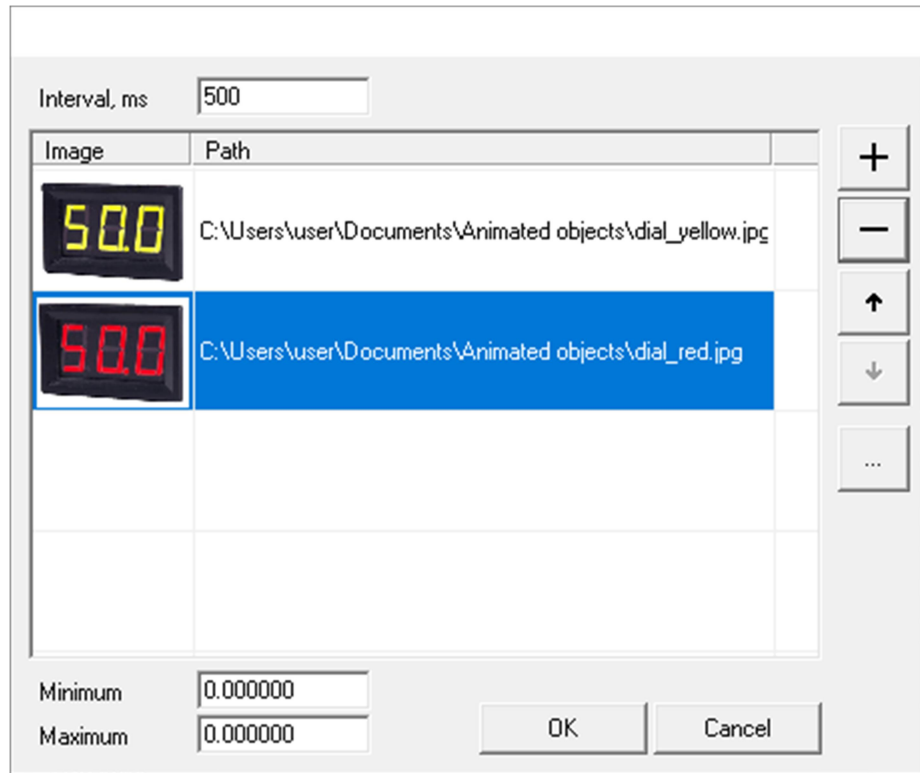 Interval, ms 500
Image Path
50.0 C:\Users\user\Documents\Animated objects\dial_yellow.jpg
50.0 C:\Users\user\Documents\Animated objects\dial_red.jpg
...
Minimum 0.000000
Maximum 0.000000
OK Cancel